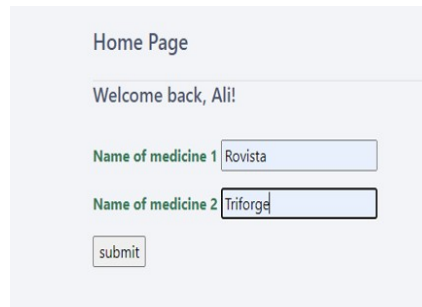 Home Page
Welcome back, Ali!
Name of medicine 1 Rovista
Name of medicine 2 Triforge
submit